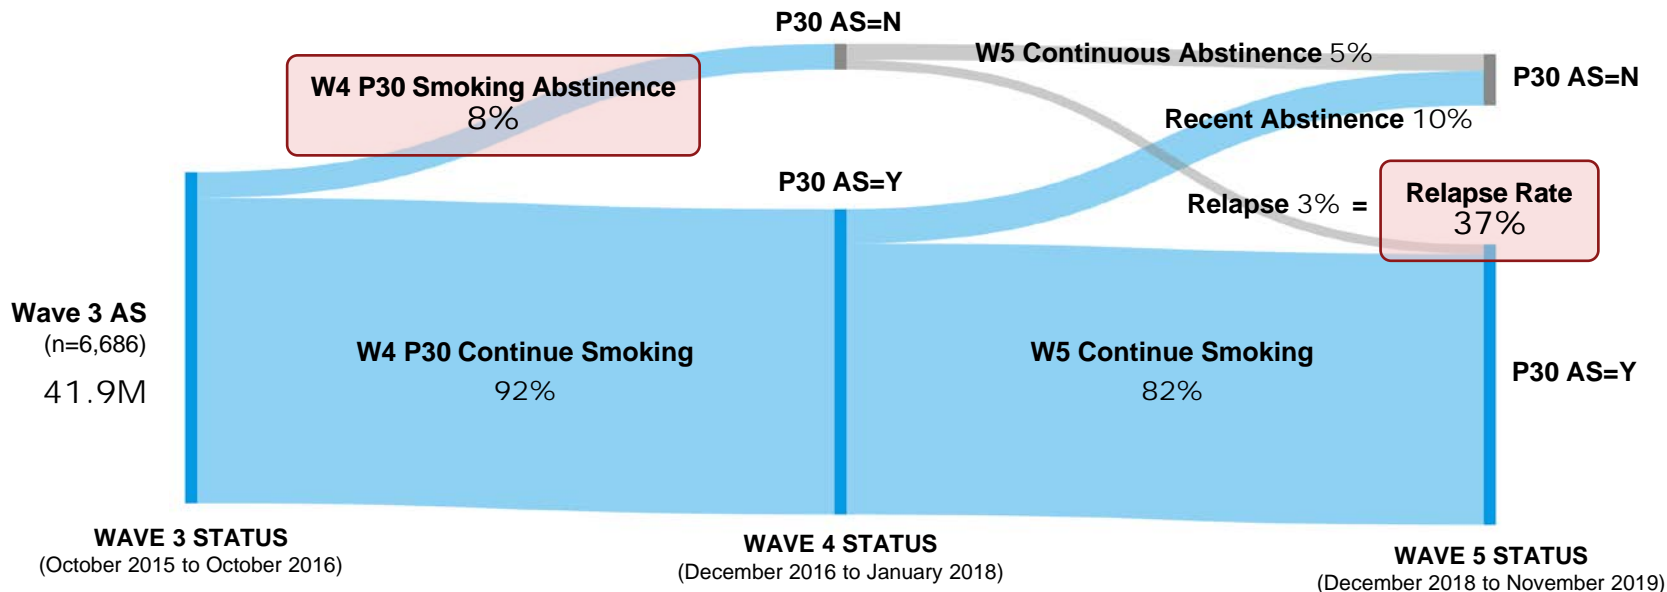 P30 AS=N
W4 P30 Smoking Abstinence
8%
W5 Continuous Abstinence 5%
P30 AS=N
Recent Abstinence 10%
P30 AS=Y
Relapse 3% =
Relapse Rate
37%
Wave 3 AS
(n=6,686)
41.9M
W4 P30 Continue Smoking
92%
W5 Continue Smoking
82%
P30 AS=Y
WAVE 3 STATUS
(October 2015 to October 2016)
WAVE 4 STATUS
(December 2016 to January 2018)
WAVE 5 STATUS
(December 2018 to November 2019)